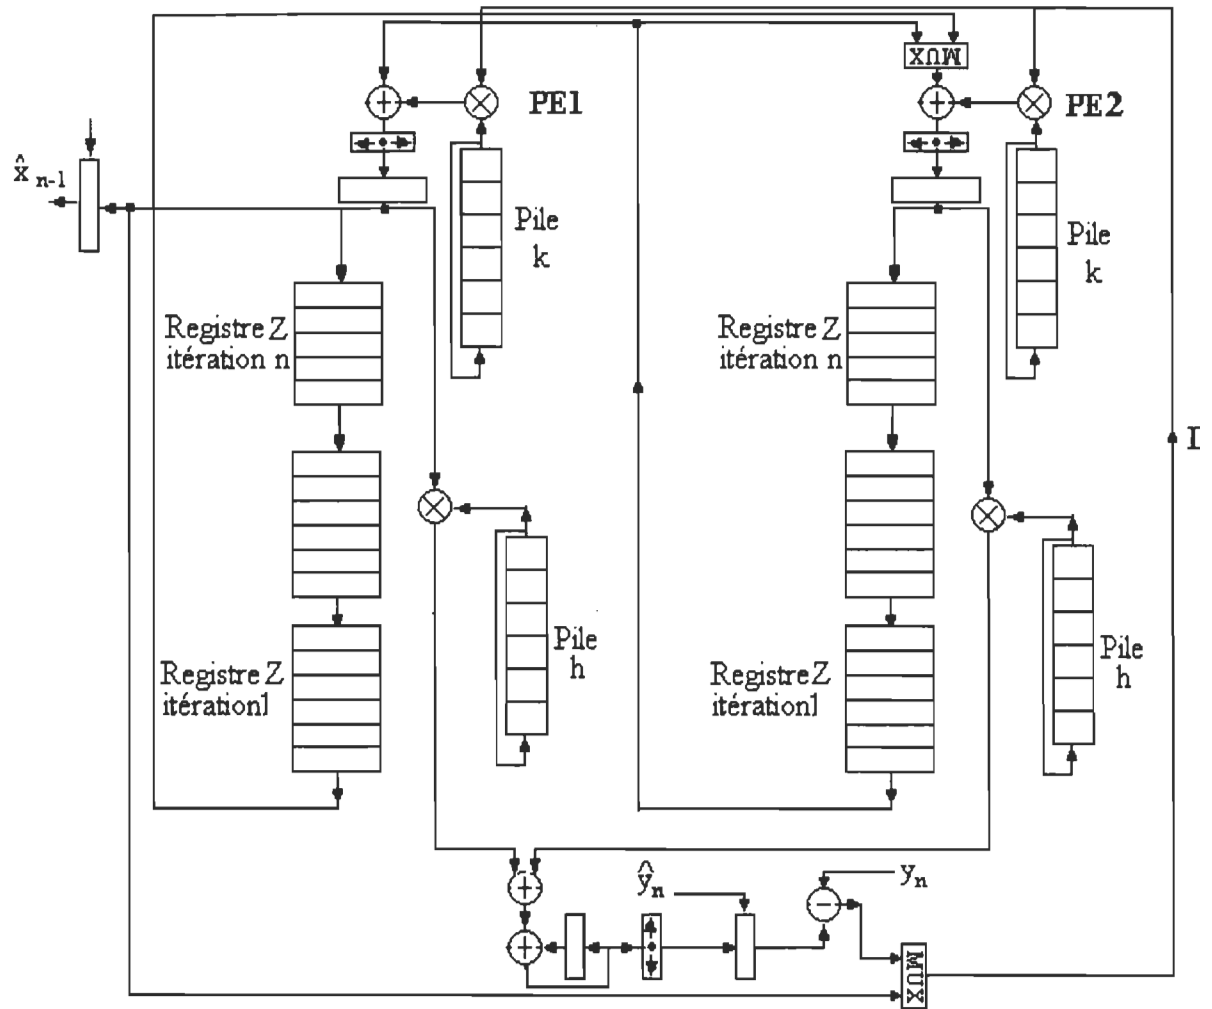 MUX
PE1
PE2
x̂ n-1
Pile
k
Pile
k
Registre Z
itération n
Registre Z
itération n
I
Pile
h
Pile
h
Registre Z
itération1
Registre Z
itération1
ŷn
yn
MUX